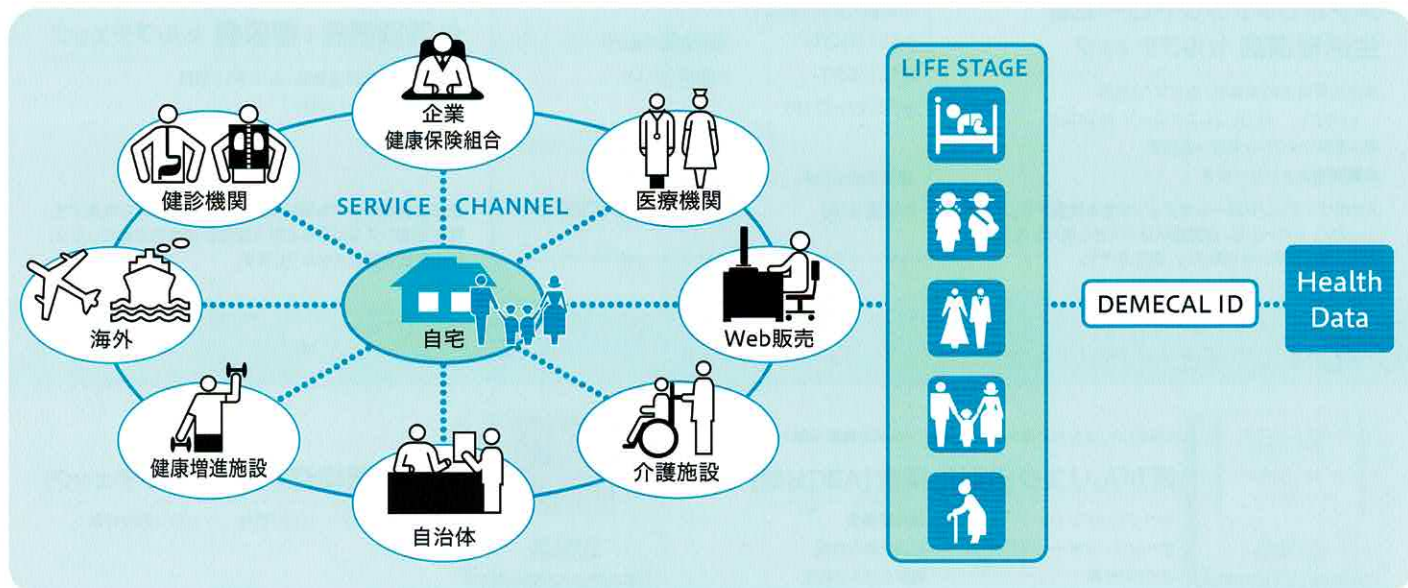 企業
健康保険組合
健診機関
医療機関
SERVICE CHANNEL
海外
自宅
Web販売
健康増進施設
介護施設
自治体
LIFE STAGE
DEMECAL ID
Health
Data